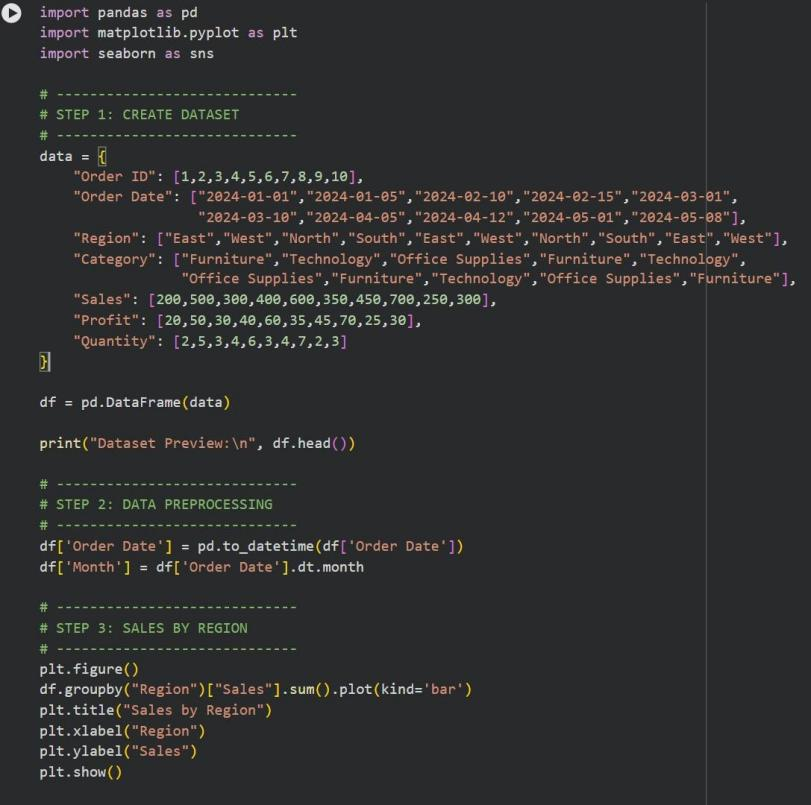 import pandas as pd
import matplotlib.pyplot as plt
import seaborn as sns
# -----------------------------
# STEP 1: CREATE DATASET
# -----------------------------
data = {
    "Order ID": [1,2,3,4,5,6,7,8,9,10],
    "Order Date": ["2024-01-01","2024-01-05","2024-02-10","2024-02-15","2024-03-01",
                   "2024-03-10","2024-04-05","2024-04-12","2024-05-01","2024-05-08"],
    "Region": ["East","West","North","South","East","West","North","South","East","West"],
    "Category": ["Furniture","Technology","Office Supplies","Furniture","Technology",
                 "Office Supplies","Furniture","Technology","Office Supplies","Furniture"],
    "Sales": [200,500,300,400,600,350,450,700,250,300],
    "Profit": [20,50,30,40,60,35,45,70,25,30],
    "Quantity": [2,5,3,4,6,3,4,7,2,3]
}
df = pd.DataFrame(data)
print("Dataset Preview:\n", df.head())
# -----------------------------
# STEP 2: DATA PREPROCESSING
# -----------------------------
df['Order Date'] = pd.to_datetime(df['Order Date'])
df['Month'] = df['Order Date'].dt.month
# -----------------------------
# STEP 3: SALES BY REGION
# -----------------------------
plt.figure()
df.groupby("Region")["Sales"].sum().plot(kind='bar')
plt.title("Sales by Region")
plt.xlabel("Region")
plt.ylabel("Sales")
plt.show()